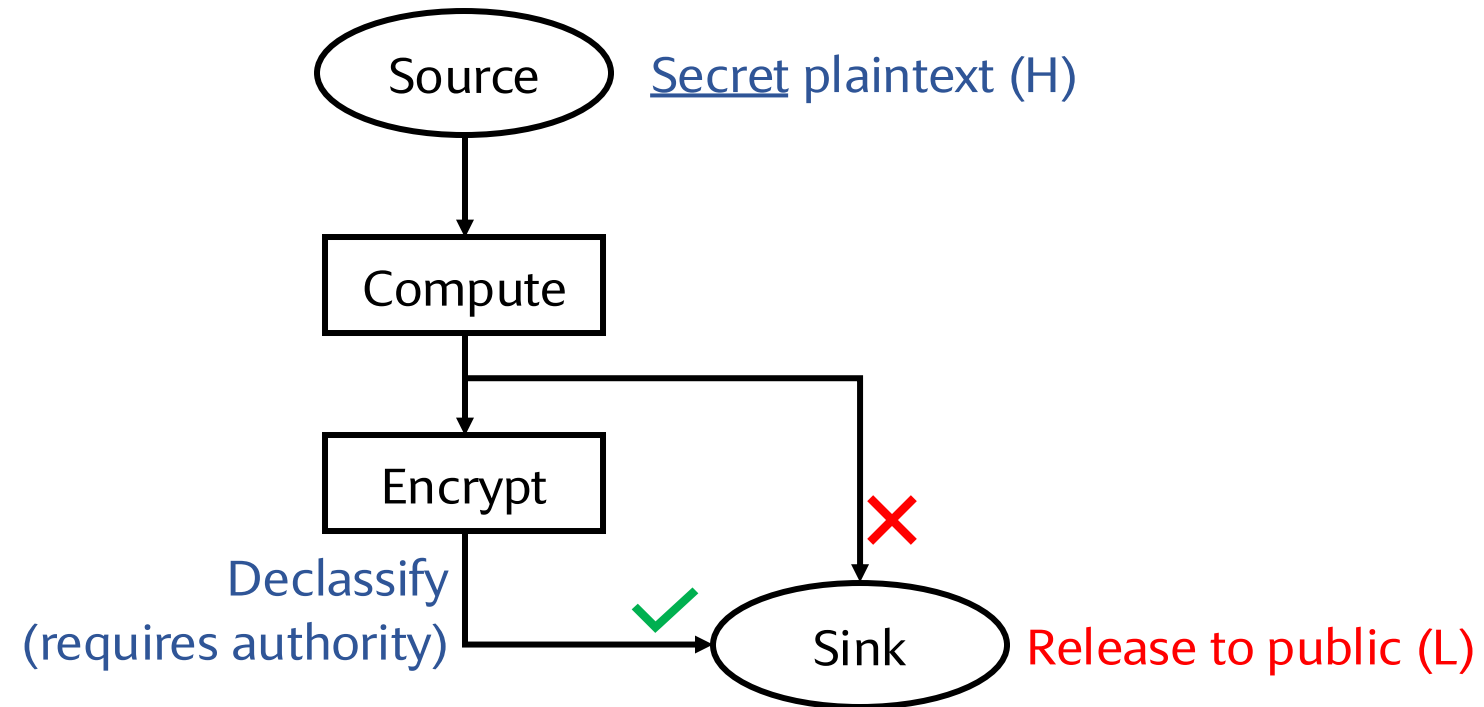 Source
Secret plaintext (H)
Compute
Encrypt
Declassify
(requires authority)
Sink
Release to public (L)